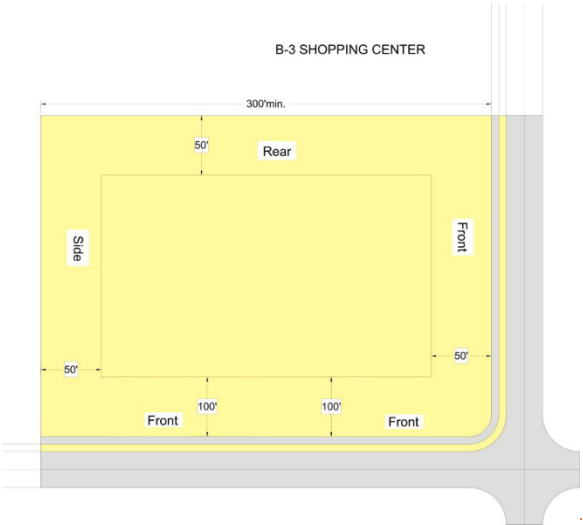 B-3 SHOPPING CENTER
300'min.
50'
Rear
Side
Front
50'
50'
100'
100'
Front
Front